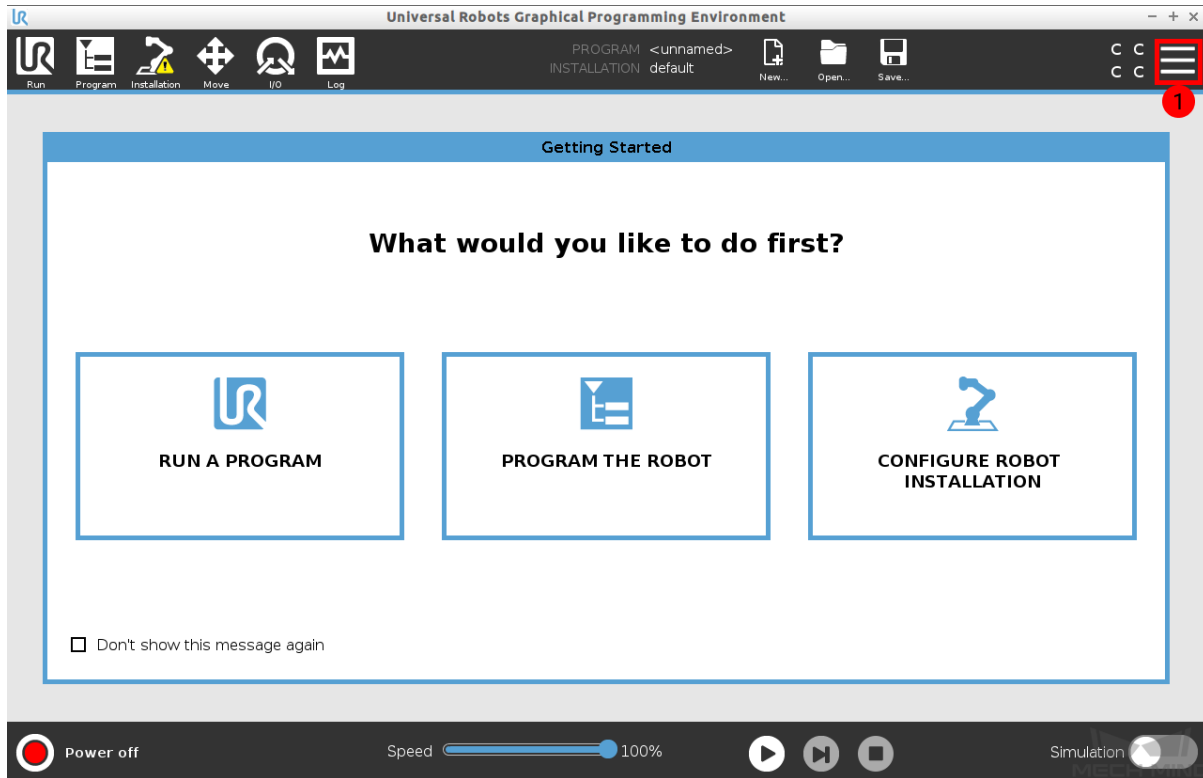 Universal Robots Graphical Programming Environment
Run
Program
Installation
Move
I/O
Log
PROGRAM <unnamed>
INSTALLATION default
New...
Open...
Save...
C C
C C
1
Getting Started
What would you like to do first?
RUN A PROGRAM
PROGRAM THE ROBOT
CONFIGURE ROBOT
INSTALLATION
Don't show this message again
Power off
Speed
100%
Simulation